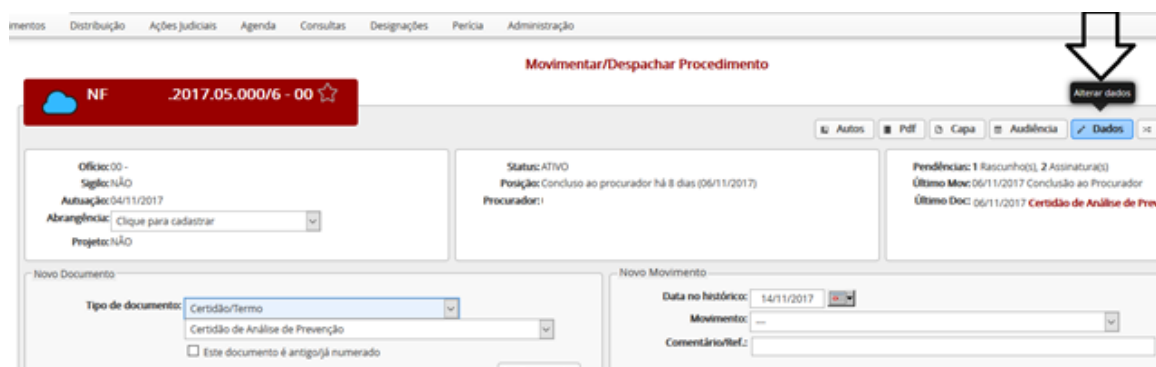 imentos Distribuição Ações Judiciais Agenda Consultas Designações Perícia Administração
Movimentar/Despachar Procedimento
NF .2017.05.000/6 - 00
Alterar dados
Autos Pdf Capa Audiência Dados
Ofício: 00 -
Sigilo: NÃO
Autuação: 04/11/2017
Abrangência: Clique para cadastrar
Projeto: NÃO
Status: ATIVO
Posição: Concluso ao procurador há 8 dias (06/11/2017)
Procurador:
Pendências: 1 Rascunho(s), 2 Assinatura(s)
Último Mov: 06/11/2017 Conclusão ao Procurador
Último Doc: 06/11/2017 Certidão de Análise de Prev
Novo Documento
Tipo de documento: Certidão/Termo
Certidão de Análise de Prevenção
Este documento é antigo/já numerado
Novo Movimento
Data no histórico: 14/11/2017
Movimento: ---
Comentário/Ref.: